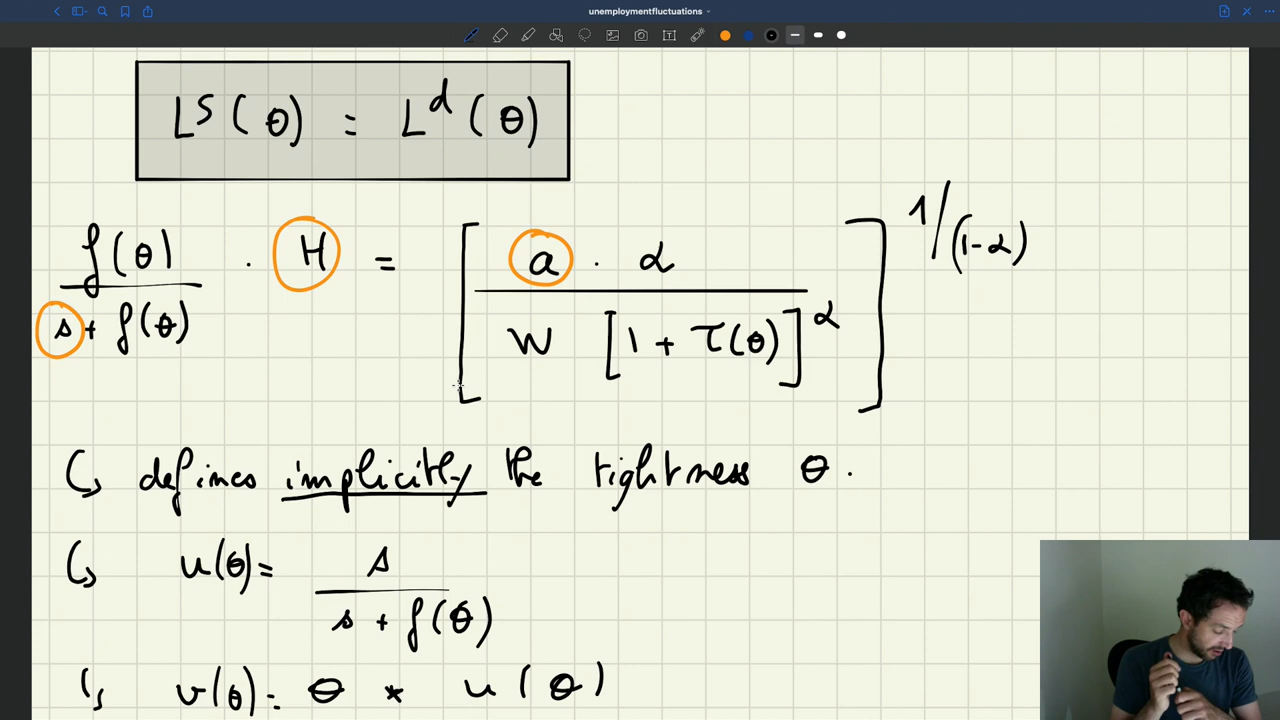 unemploymentfluctuations
L^s(θ) = L^d(θ)
f(θ)/(s + f(θ)) · H = [a · α / (W [1 + τ(θ)]^α)]^1/(1-α)
↳ defines implicitly the tightness θ.
↳ u(θ) = s/(s + f(θ))
↳ v(θ) = θ * u(θ)